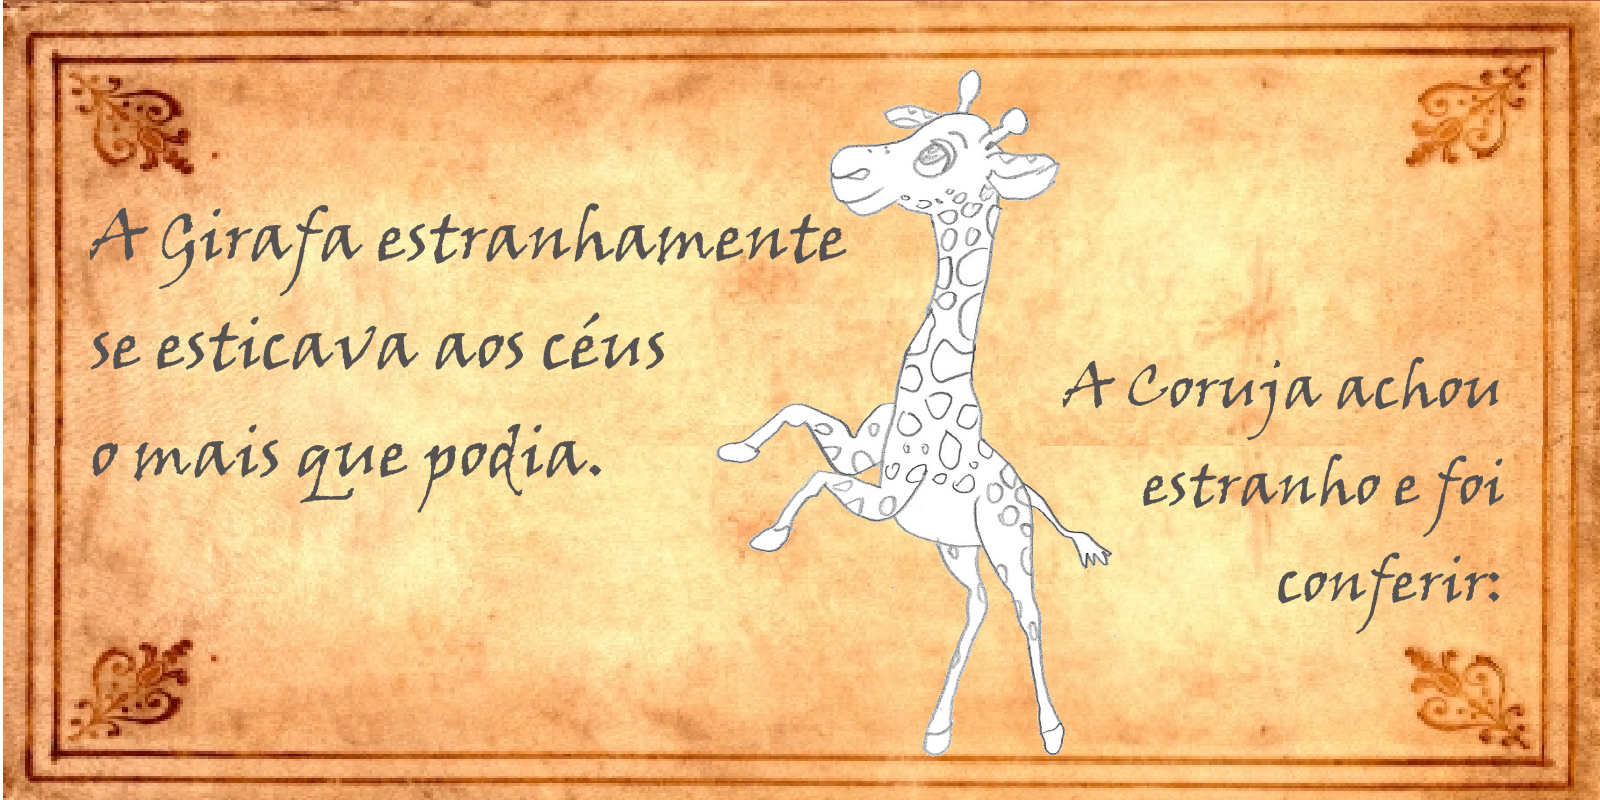 A Girafa estranhamente
se esticava aos céus
o mais que podia.
A Coruja achou
estranho e foi
conferir: